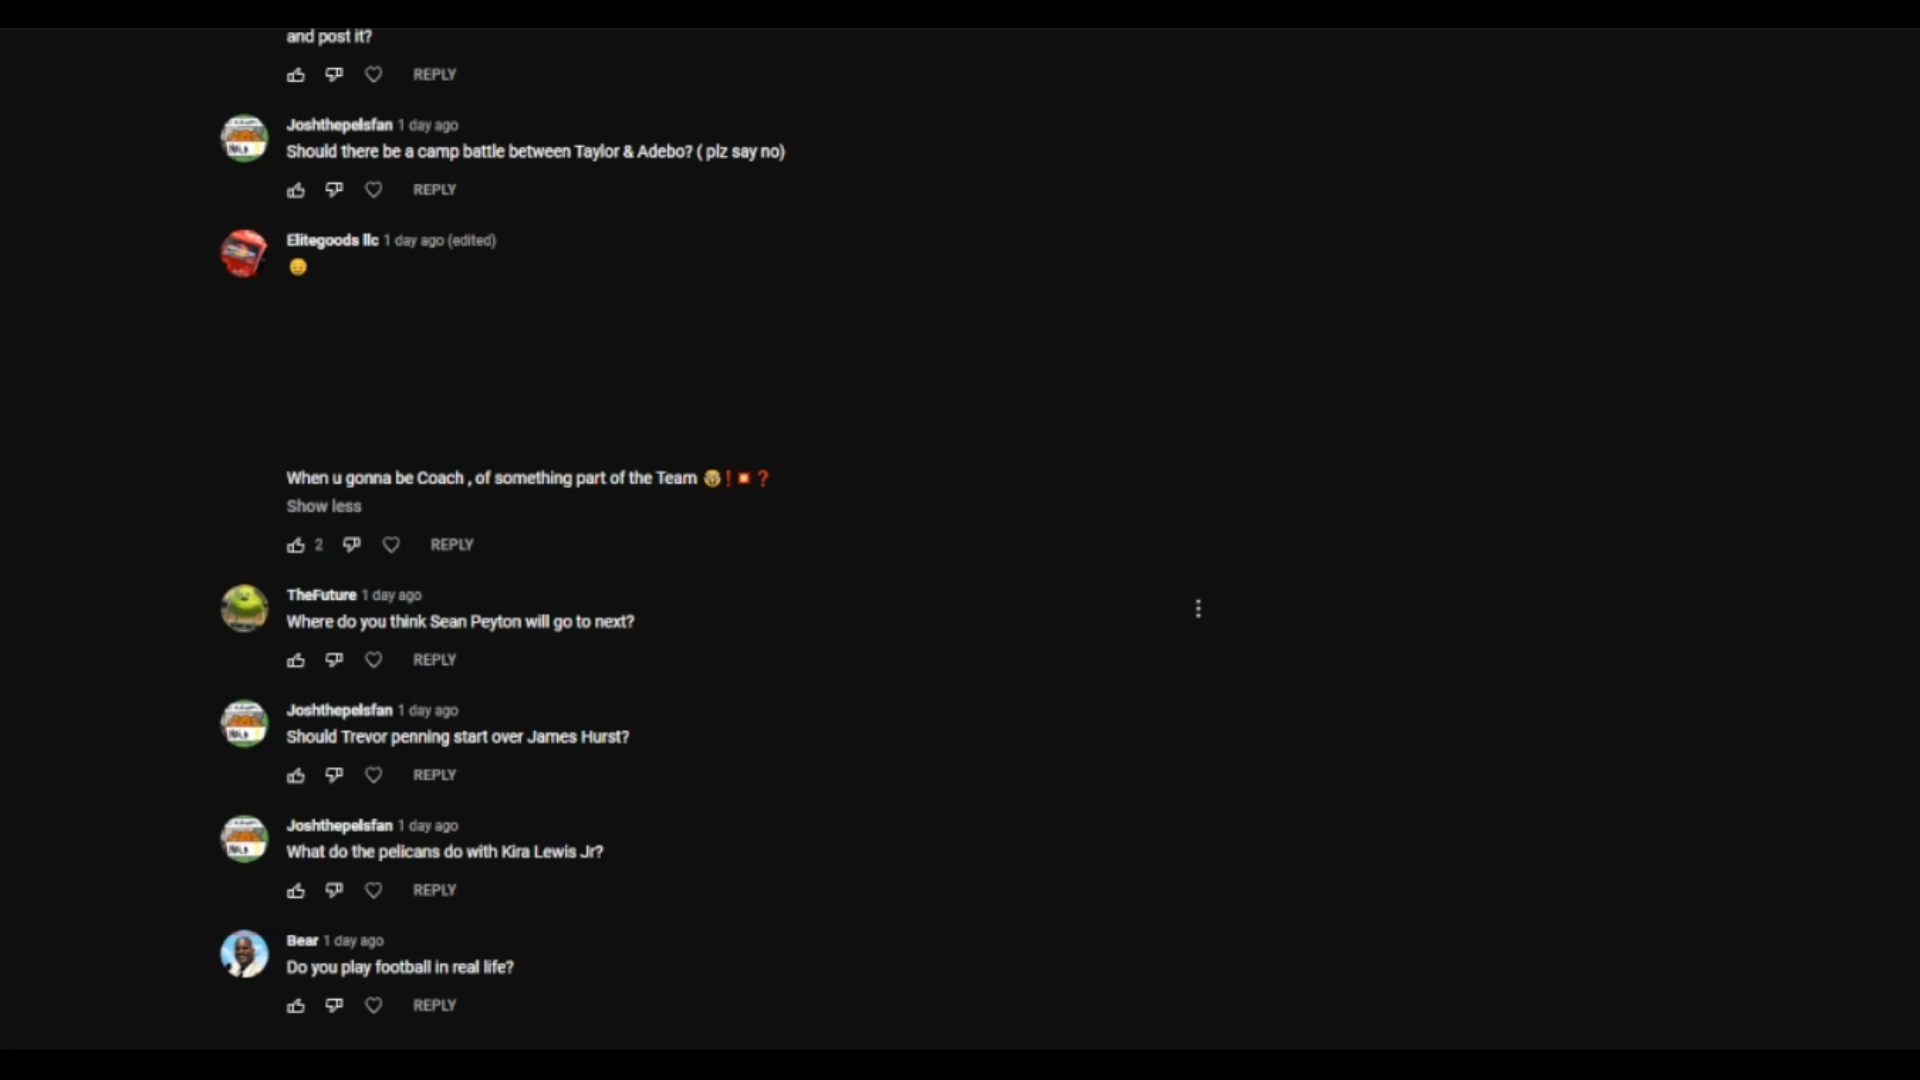 and post it?
REPLY
Joshthepelsfan 1 day ago
Should there be a camp battle between Taylor & Adebo? ( plz say no)
REPLY
Elitegoods llc 1 day ago (edited)
😑
When u gonna be Coach , of something part of the Team 🤯❗💥❓
Show less
2 REPLY
TheFuture 1 day ago
Where do you think Sean Peyton will go to next?
REPLY
Joshthepelsfan 1 day ago
Should Trevor penning start over James Hurst?
REPLY
Joshthepelsfan 1 day ago
What do the pelicans do with Kira Lewis Jr?
REPLY
Bear 1 day ago
Do you play football in real life?
REPLY